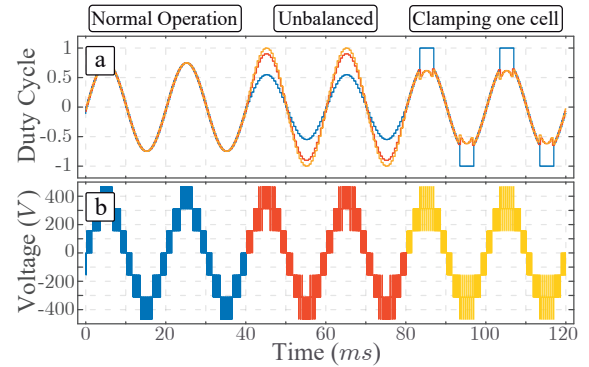 Normal Operation Unbalanced Clamping one cell
a
Duty Cycle
1
0.5
0
-0.5
-1
b
Voltage (V)
400
200
0
-200
-400
0 20 40 60 80 100 120
Time (ms)